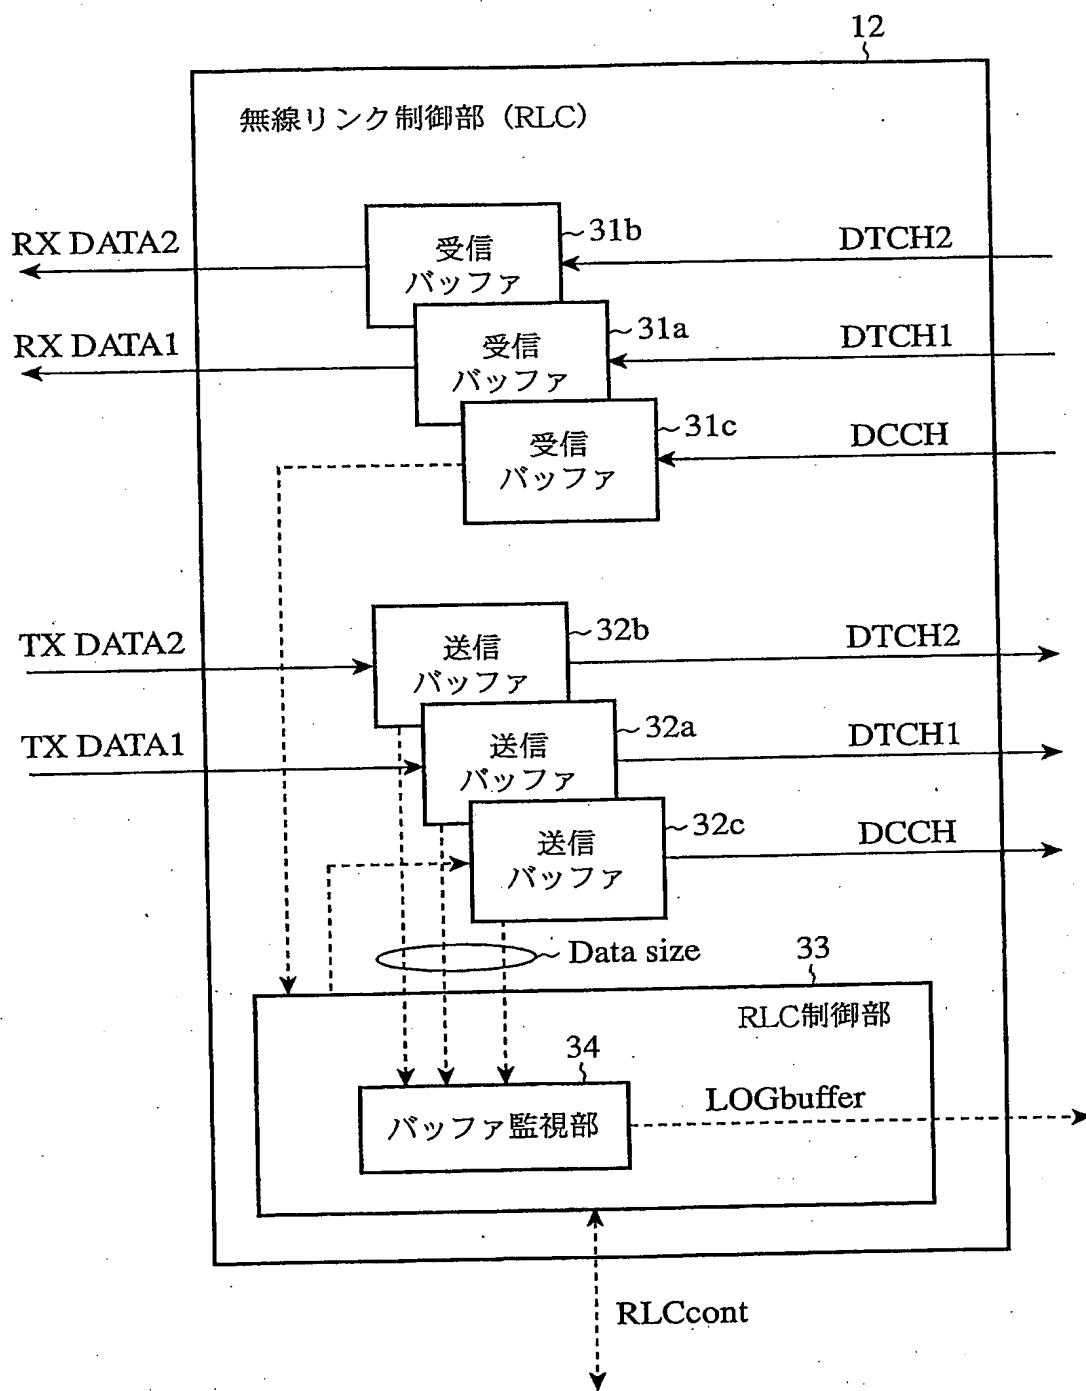 12
無線リンク制御部 (RLC)
RX DATA2
受信
バッファ
31b
DTCH2
RX DATA1
受信
バッファ
31a
DTCH1
受信
バッファ
31c
DCCH
TX DATA2
送信
バッファ
32b
DTCH2
TX DATA1
送信
バッファ
32a
DTCH1
送信
バッファ
32c
DCCH
Data size
33
RLC制御部
34
バッファ監視部
LOGbuffer
RLCcont